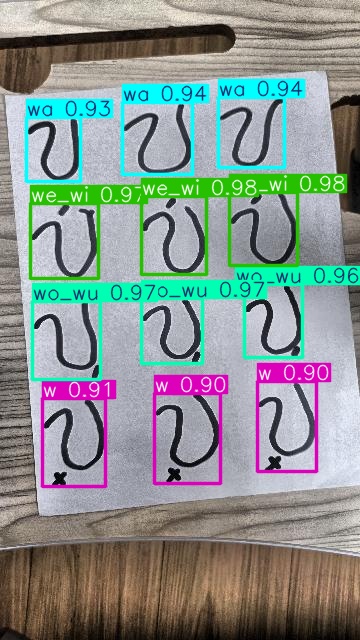 wa 0.93 wa 0.94 wa 0.94
ᜏ ᜏ ᜏ
we_wi 0.97 we_wi 0.98 _wi 0.98
ᜏᜒ ᜏᜒ ᜏᜒ
wo_wu 0.97 o_wu 0.97 wo_wu 0.96
ᜏᜓ ᜏᜓ ᜏᜓ
w 0.91 w 0.90 w 0.90
ᜏ᜔ ᜏ᜔ ᜏ᜔